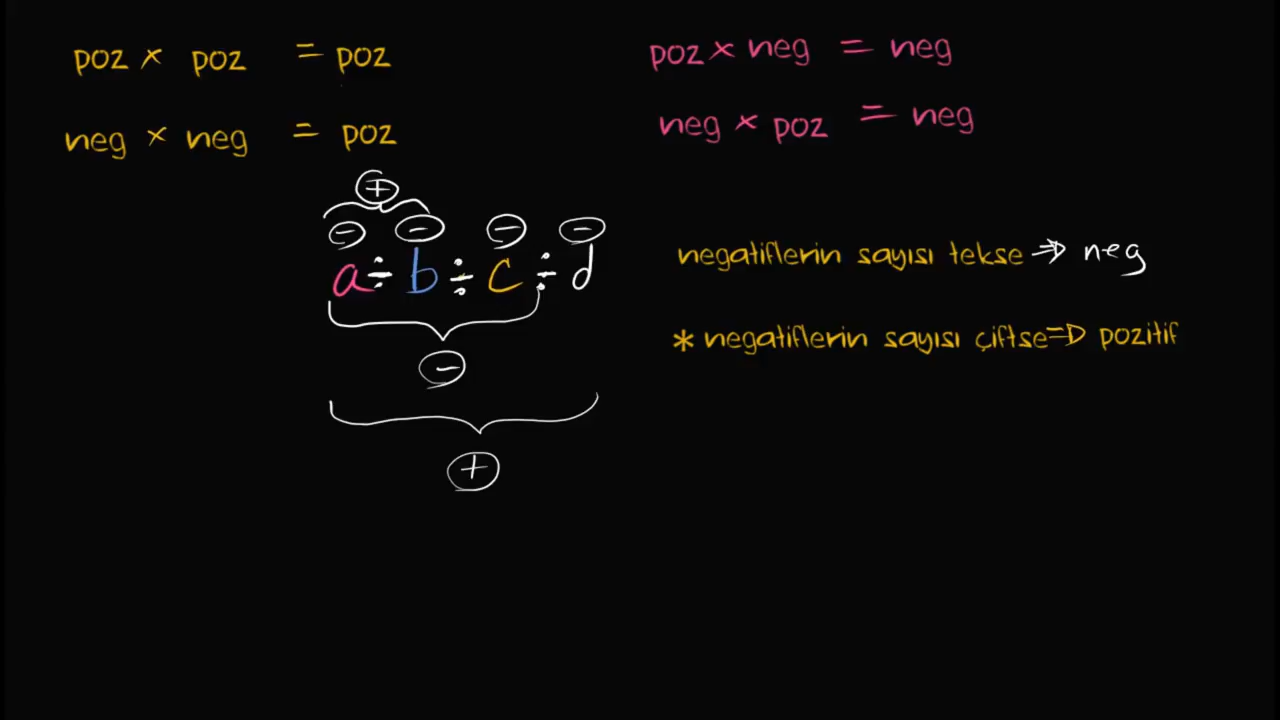 poz × poz = poz
poz × neg = neg
neg × neg = poz
neg × poz = neg
+
- - - -
a ÷ b ÷ c ÷ d
negatiflerin sayısı tekse ⇒ neg
* negatiflerin sayısı çiftse ⇒ pozitif
-
+